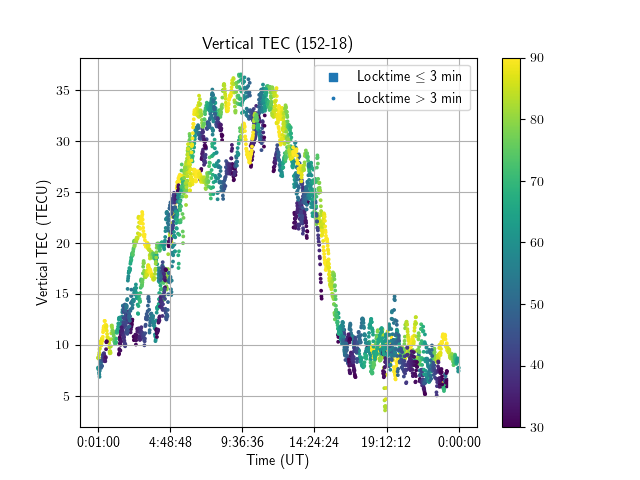 Vertical TEC (152-18)
Locktime ≤ 3 min
Locktime > 3 min
Vertical TEC (TECU)
35
30
25
20
15
10
5
0:01:00 4:48:48 9:36:36 14:24:24 19:12:12 0:00:00
Time (UT)
90
80
70
60
50
40
30